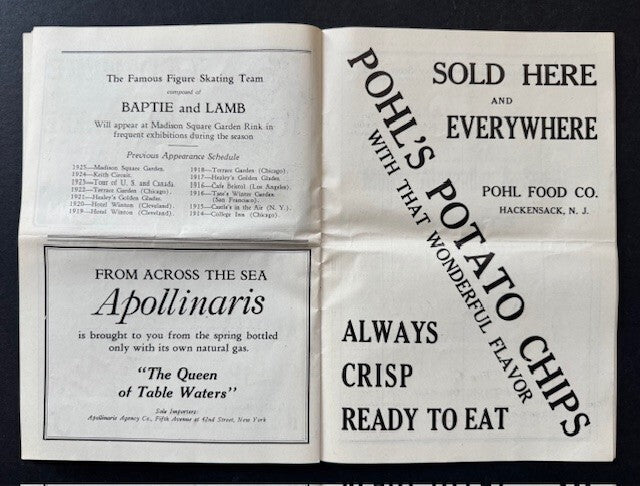 The Famous Figure Skating Team
composed of
BAPTIE and LAMB
Will appear at Madison Square Garden Rink in
frequent exhibitions during the season
Previous Appearance Schedule
1925—Madison Square Garden.
1924—Keith Circuit.
1923—Tour of U. S. and Canada.
1922—Terrace Garden (Chicago).
1921—Healey's Golden Glades.
1920—Hotel Winton (Cleveland).
1919—Hotel Winton (Cleveland).
1918—Terrace Garden (Chicago).
1917—Healey's Golden Glades.
1916—Cafe Bristol (Los Angeles).
1916—Tate's Winter Garden.
(San Francisco).
1915—Castle's in the Air (N. Y.).
1914—College Inn (Chicago).
FROM ACROSS THE SEA
Apollinaris
is brought to you from the spring bottled
only with its own natural gas.
"The Queen
of Table Waters"
Sole Importers:
Apollinaris Agency Co., Fifth Avenue at 42nd Street, New York
SOLD HERE
AND
EVERYWHERE
POHL FOOD CO.
HACKENSACK, N. J.
POHL'S POTATO CHIPS
WITH THAT WONDERFUL FLAVOR
ALWAYS
CRISP
READY TO EAT